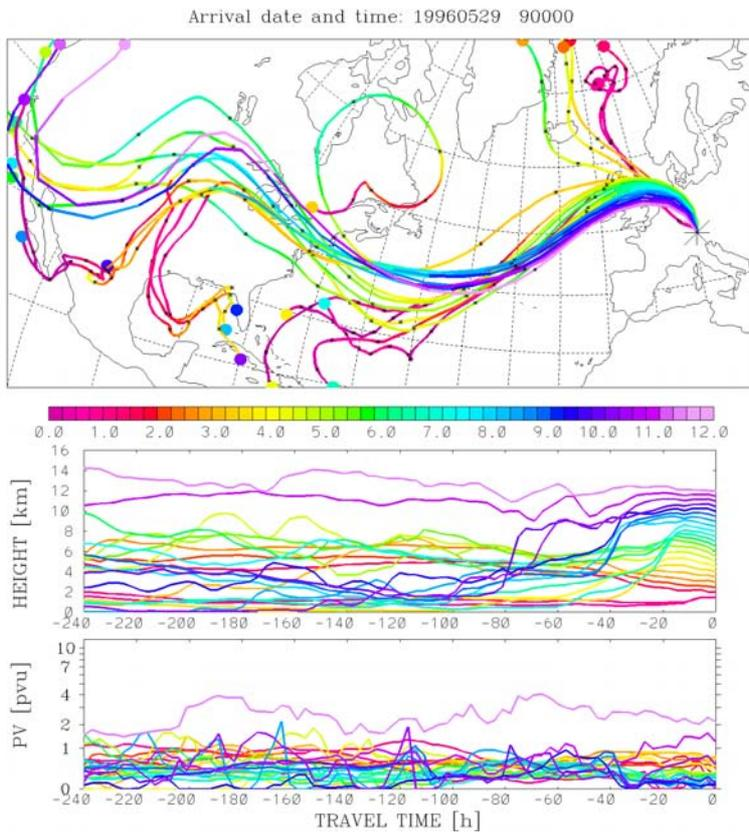 Arrival date and time: 19960529 90000
0.0 1.0 2.0 3.0 4.0 5.0 6.0 7.0 8.0 9.0 10.0 11.0 12.0
HEIGHT [km]
16
14
12
10
8
6
4
2
0
-240 -220 -200 -180 -160 -140 -120 -100 -80 -60 -40 -20 0
PV [pvu]
10
7
4
2
1
0
-240 -220 -200 -180 -160 -140 -120 -100 -80 -60 -40 -20 0
TRAVEL TIME [h]